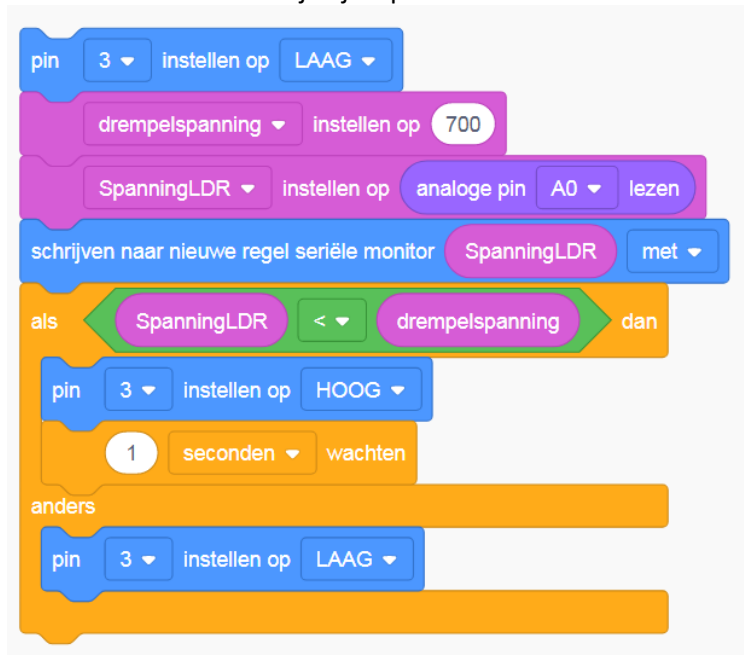 pin 3 instellen op LAAG
drempelspanning instellen op 700
SpanningLDR instellen op analoge pin A0 lezen
schrijven naar nieuwe regel seriële monitor SpanningLDR met
als SpanningLDR < drempelspanning dan
pin 3 instellen op HOOG
1 seconden wachten
anders
pin 3 instellen op LAAG